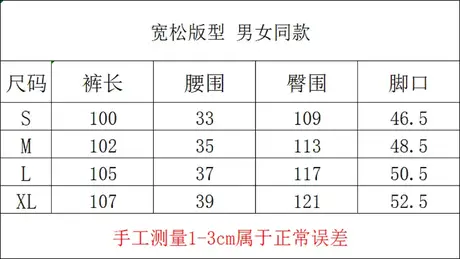 宽松版型 男女同款
尺码 裤长 腰围 臀围 脚口
S 100 33 109 46.5
M 102 35 113 48.5
L 105 37 117 50.5
XL 107 39 121 52.5
手工测量1-3cm属于正常误差